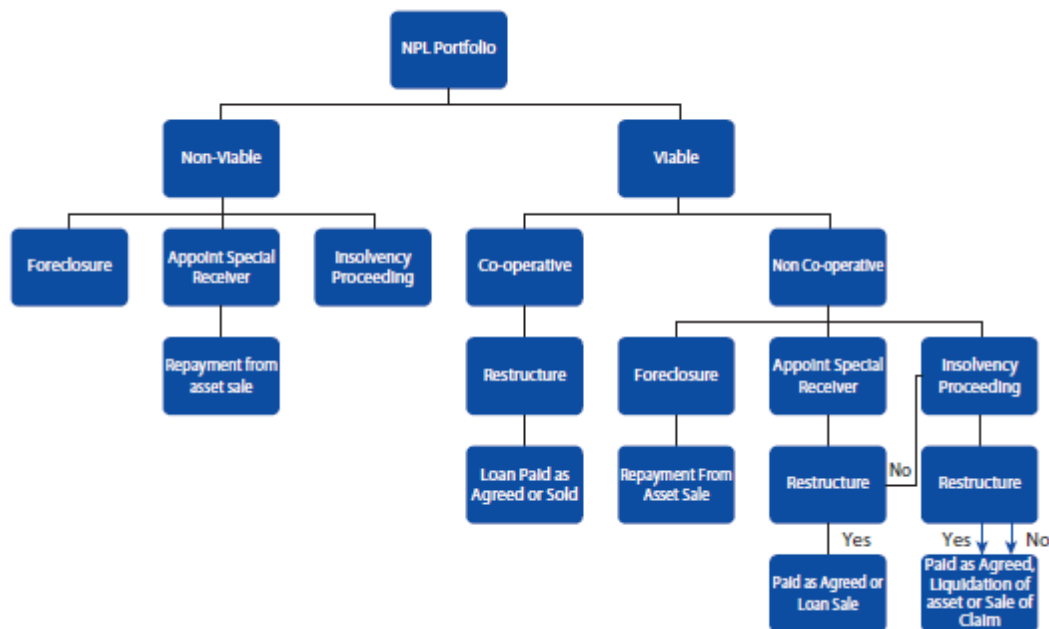 NPL Portfolio
Non-Viable
Viable
Foreclosure
Appoint Special
Receiver
Insolvency
Proceeding
Co-operative
Non Co-operative
Repayment from
asset sale
Restructure
Foreclosure
Appoint Special
Receiver
Insolvency
Proceeding
Loan Paid as
Agreed or Sold
Repayment From
Asset Sale
Restructure
No
Restructure
Yes
Yes
No
Paid as Agreed or
Loan Sale
Paid as Agreed,
Liquidation of
asset or Sale of
Claim